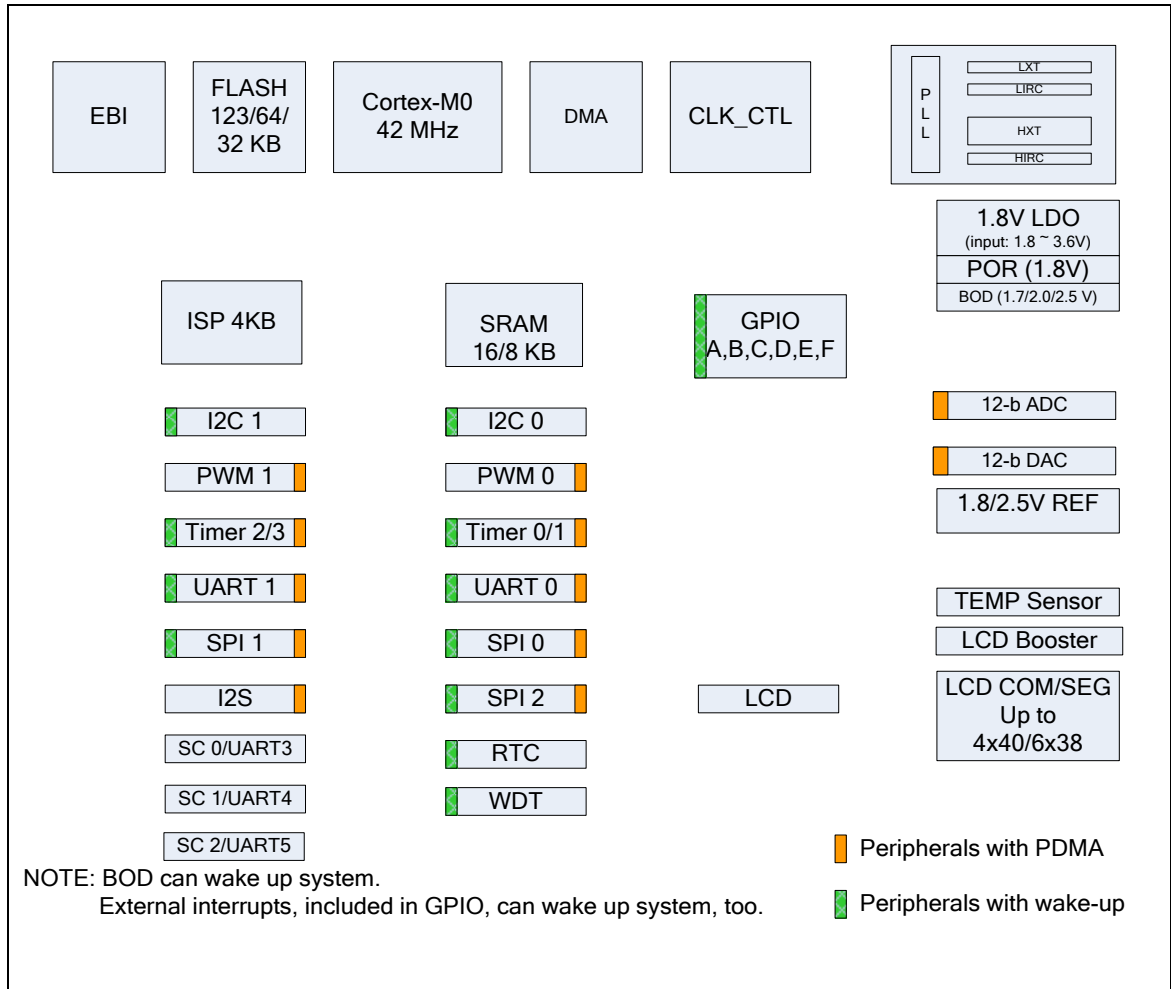 EBI
FLASH
123/64/
32 KB
Cortex-M0
42 MHz
DMA
CLK_CTL
P
L
L
LXT
LIRC
HXT
HIRC
1.8V LDO
(input: 1.8 ~ 3.6V)
POR (1.8V)
BOD (1.7/2.0/2.5 V)
ISP 4KB
SRAM
16/8 KB
GPIO
A,B,C,D,E,F
I2C 1
I2C 0
12-b ADC
PWM 1
PWM 0
12-b DAC
1.8/2.5V REF
Timer 2/3
Timer 0/1
UART 1
UART 0
TEMP Sensor
SPI 1
SPI 0
LCD Booster
I2S
SPI 2
LCD
LCD COM/SEG
Up to
4x40/6x38
SC 0/UART3
RTC
SC 1/UART4
WDT
SC 2/UART5
Peripherals with PDMA
NOTE: BOD can wake up system.
External interrupts, included in GPIO, can wake up system, too.
Peripherals with wake-up